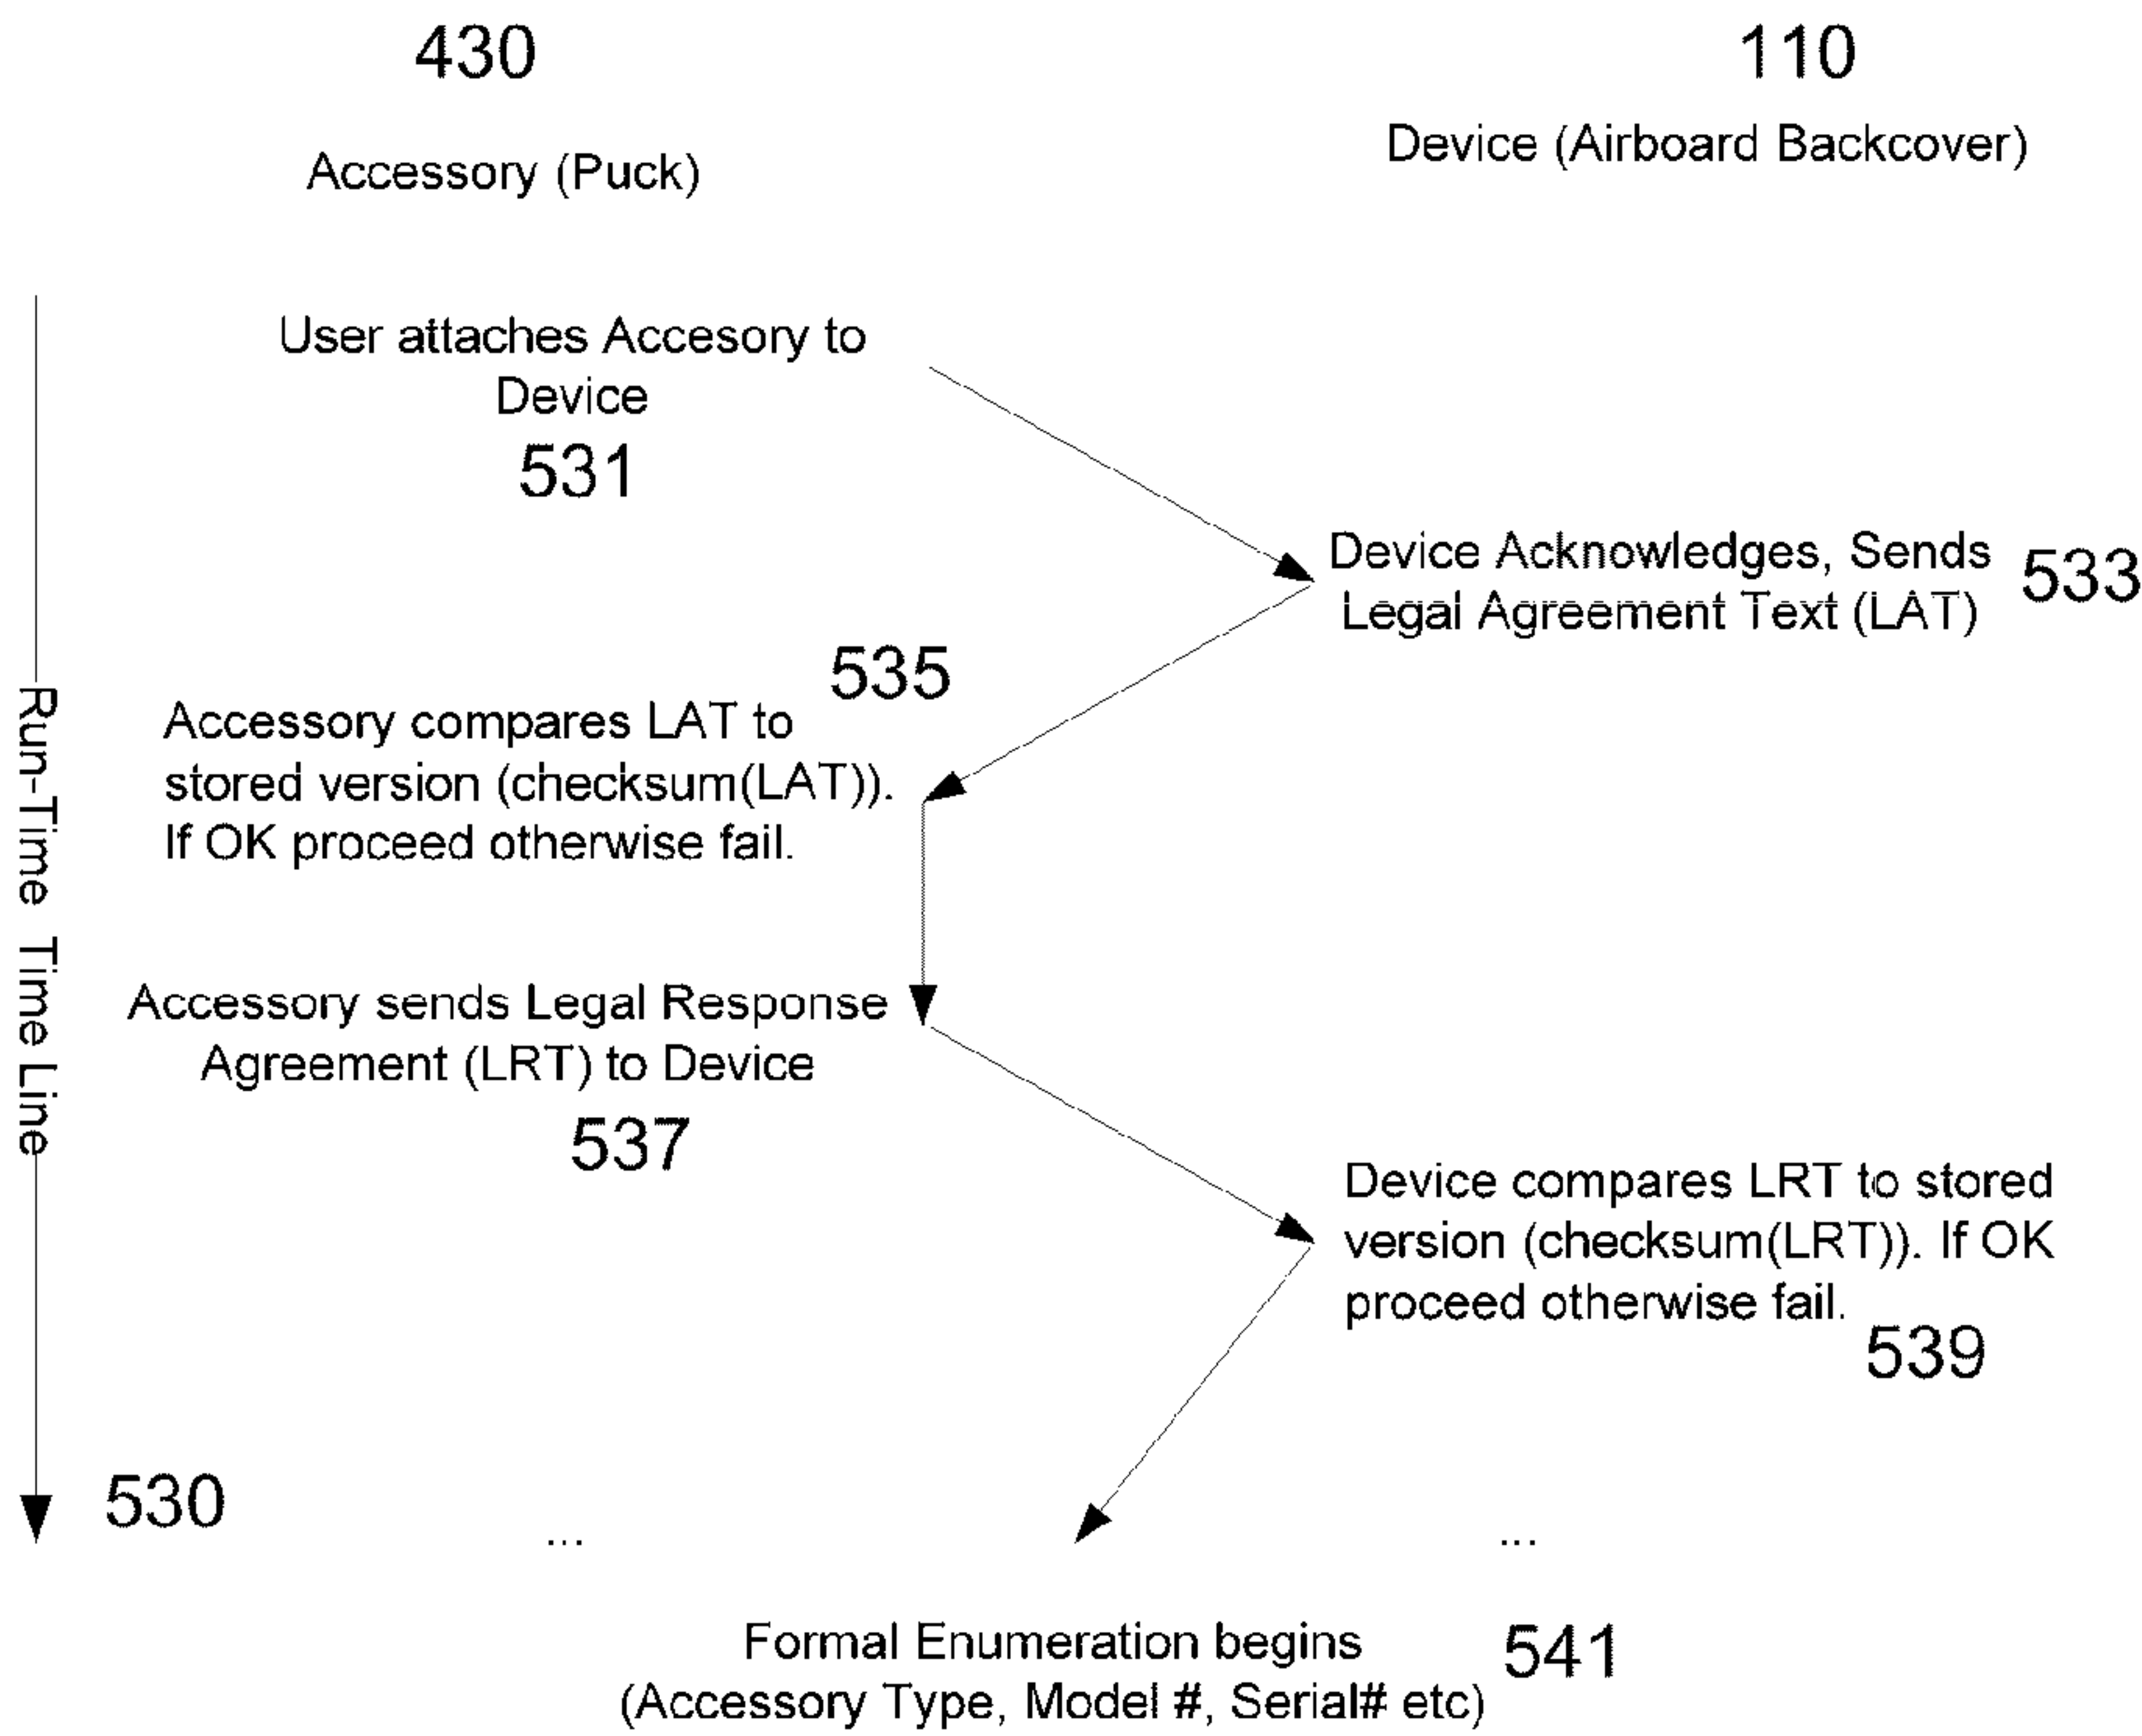 430
110
Accessory (Puck)
Device (Airboard Backcover)
User attaches Accesory to
Device
531
Device Acknowledges, Sends
Legal Agreement Text (LAT)
533
535
Accessory compares LAT to
stored version (checksum(LAT)).
If OK proceed otherwise fail.
Run-Time Time Line
Accessory sends Legal Response
Agreement (LRT) to Device
537
Device compares LRT to stored
version (checksum(LRT)). If OK
proceed otherwise fail.
539
530
...
...
Formal Enumeration begins
(Accessory Type, Model #, Serial# etc)
541